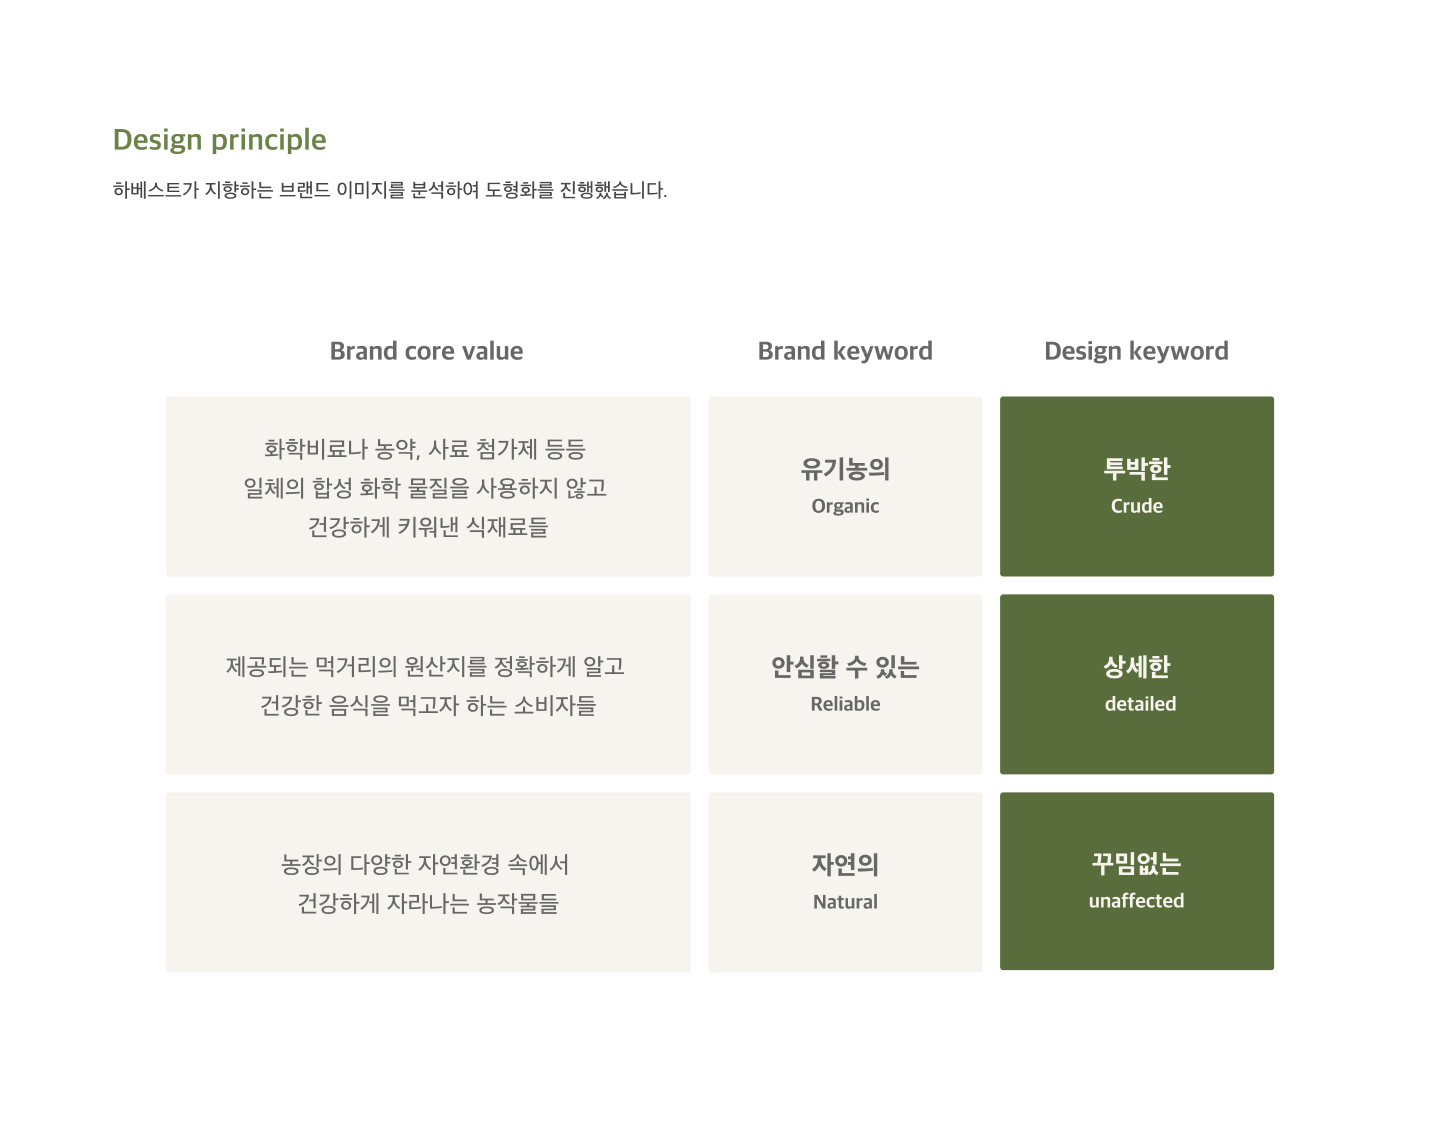 Design principle
하베스트가 지향하는 브랜드 이미지를 분석하여 도형화를 진행했습니다.
Brand core value
Brand keyword
Design keyword
화학비료나 농약, 사료 첨가제 등등
일체의 합성 화학 물질을 사용하지 않고
건강하게 키워낸 식재료들
유기농의
Organic
투박한
Crude
제공되는 먹거리의 원산지를 정확하게 알고
건강한 음식을 먹고자 하는 소비자들
안심할 수 있는
Reliable
상세한
detailed
농장의 다양한 자연환경 속에서
건강하게 자라나는 농작물들
자연의
Natural
꾸밈없는
unaffected